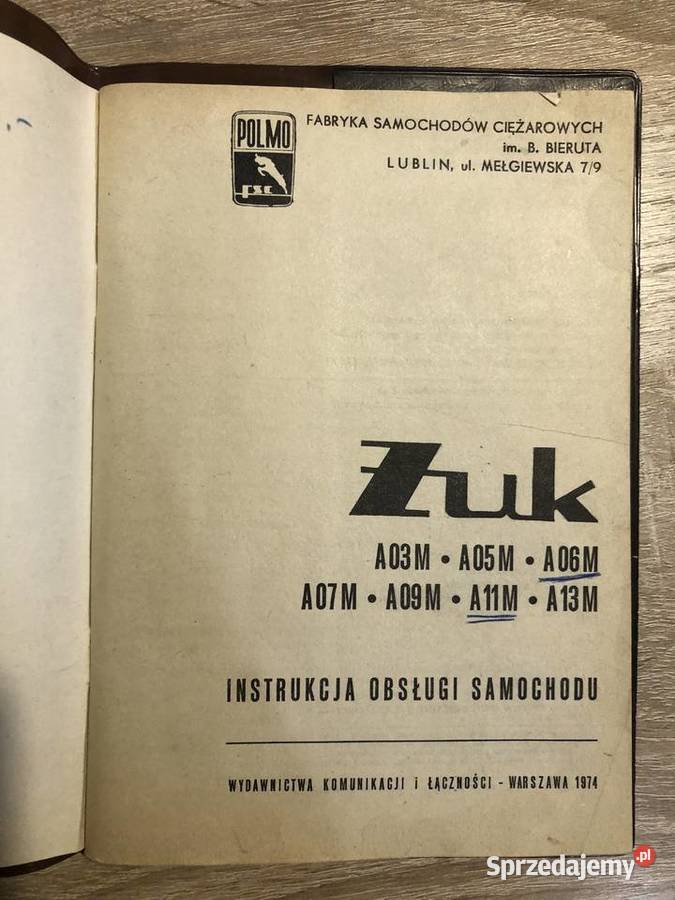 POLMO
FSC
FABRYKA SAMOCHODÓW CIĘŻAROWYCH
im. B. BIERUTA
LUBLIN, ul. MEŁGIEWSKA 7/9
Żuk
A03M • A05M • A06M
A07M • A09M • A11M • A13M
INSTRUKCJA OBSŁUGI SAMOCHODU
WYDAWNICTWA KOMUNIKACJI i ŁĄCZNOŚCI - WARSZAWA 1974
Sprzedajemy.pl